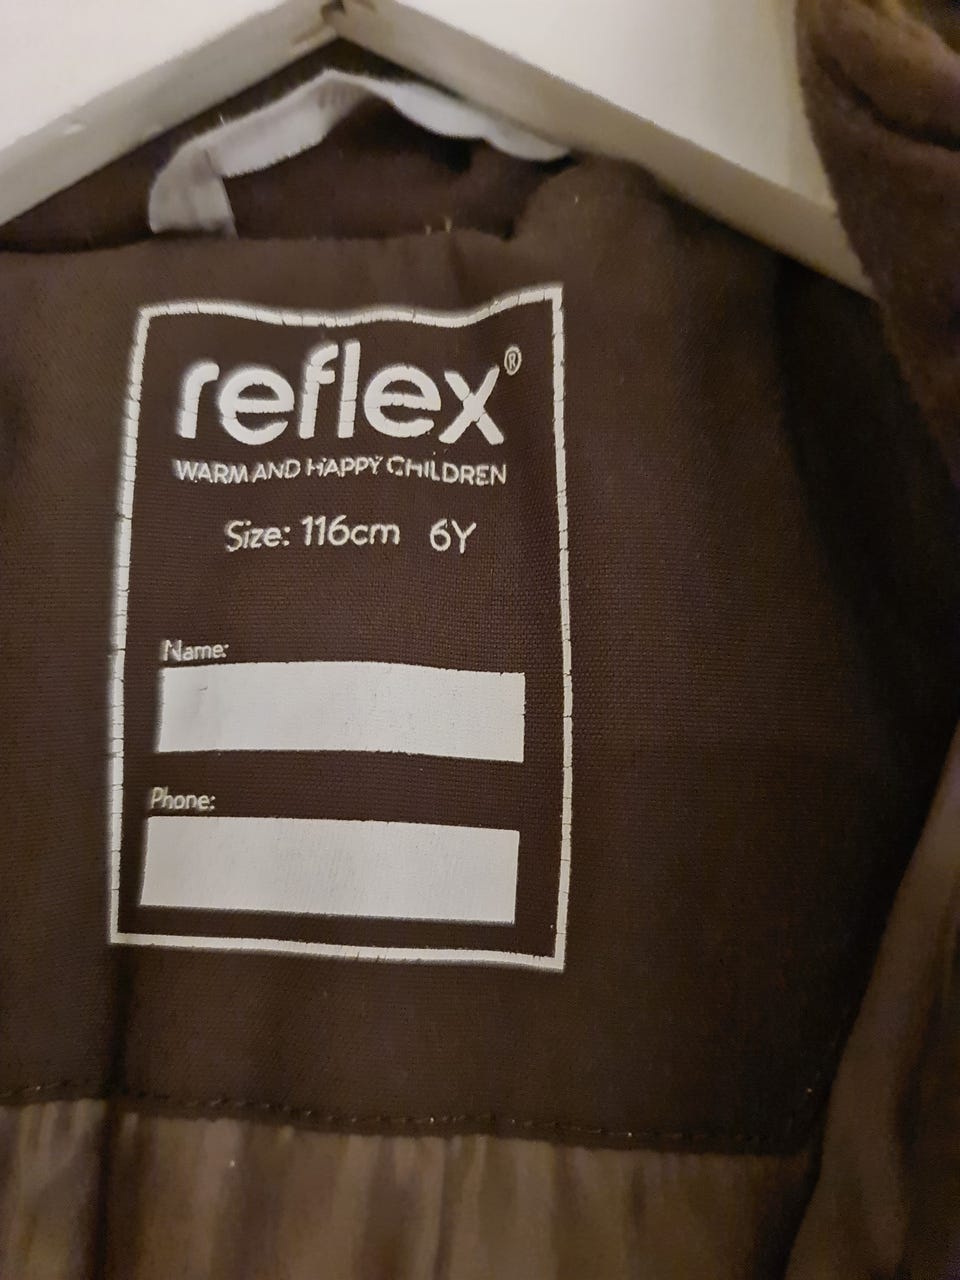 reflex®
WARM AND HAPPY CHILDREN
Size: 116cm 6Y
Name:
Phone: